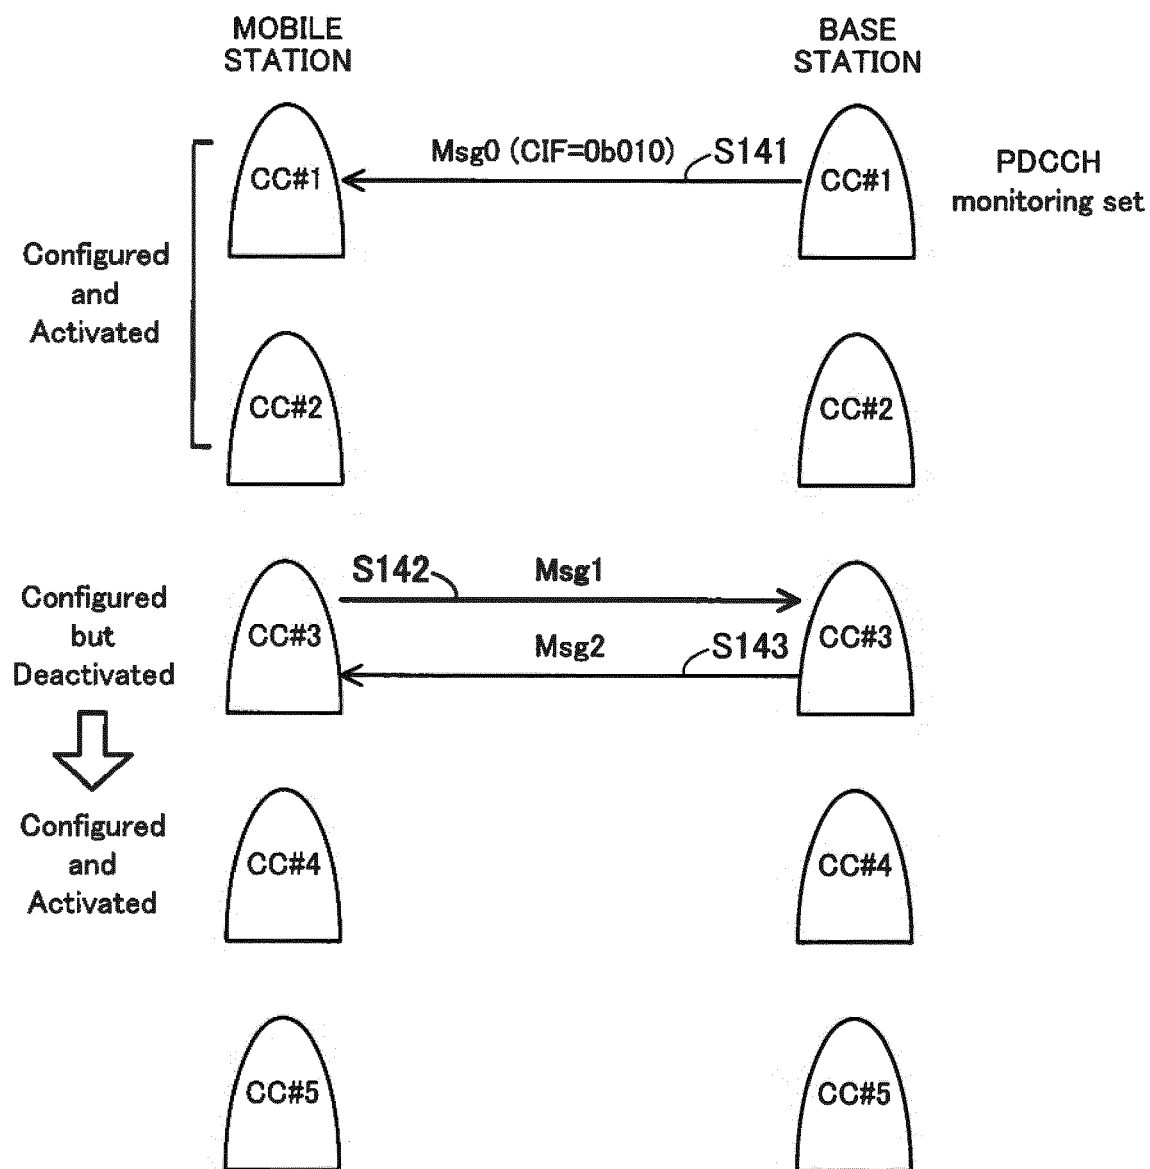 MOBILE
STATION
BASE
STATION
CC#1
Msg0 (CIF=0b010)
S141
CC#1
PDCCH
monitoring set
Configured
and
Activated
CC#2
CC#2
Configured
but
Deactivated
CC#3
S142
Msg1
Msg2
S143
CC#3
Configured
and
Activated
CC#4
CC#4
CC#5
CC#5